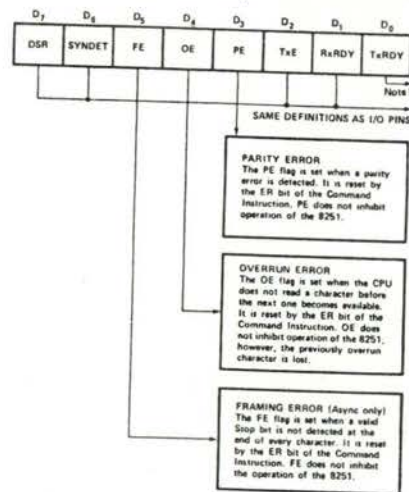 D7 D6 D5 D4 D3 D2 D1 D0
DSR SYNDET FE OE PE TxE RxRDY TxRDY
Note
SAME DEFINITIONS AS I/O PINS
PARITY ERROR
The PE flag is set when a parity
error is detected. It is reset by
the ER bit of the Command
Instruction. PE does not inhibit
operation of the 8251.
OVERRUN ERROR
The OE flag is set when the CPU
does not read a character before
the next one becomes available.
It is reset by the ER bit of the
Command Instruction. OE does
not inhibit operation of the 8251,
however, the previously overrun
character is lost.
FRAMING ERROR (Async only)
The FE flag is set when a valid
Stop bit is not detected at the
end of every character. It is reset
by the ER bit of the Command
Instruction. FE does not inhibit
the operation of the 8251.